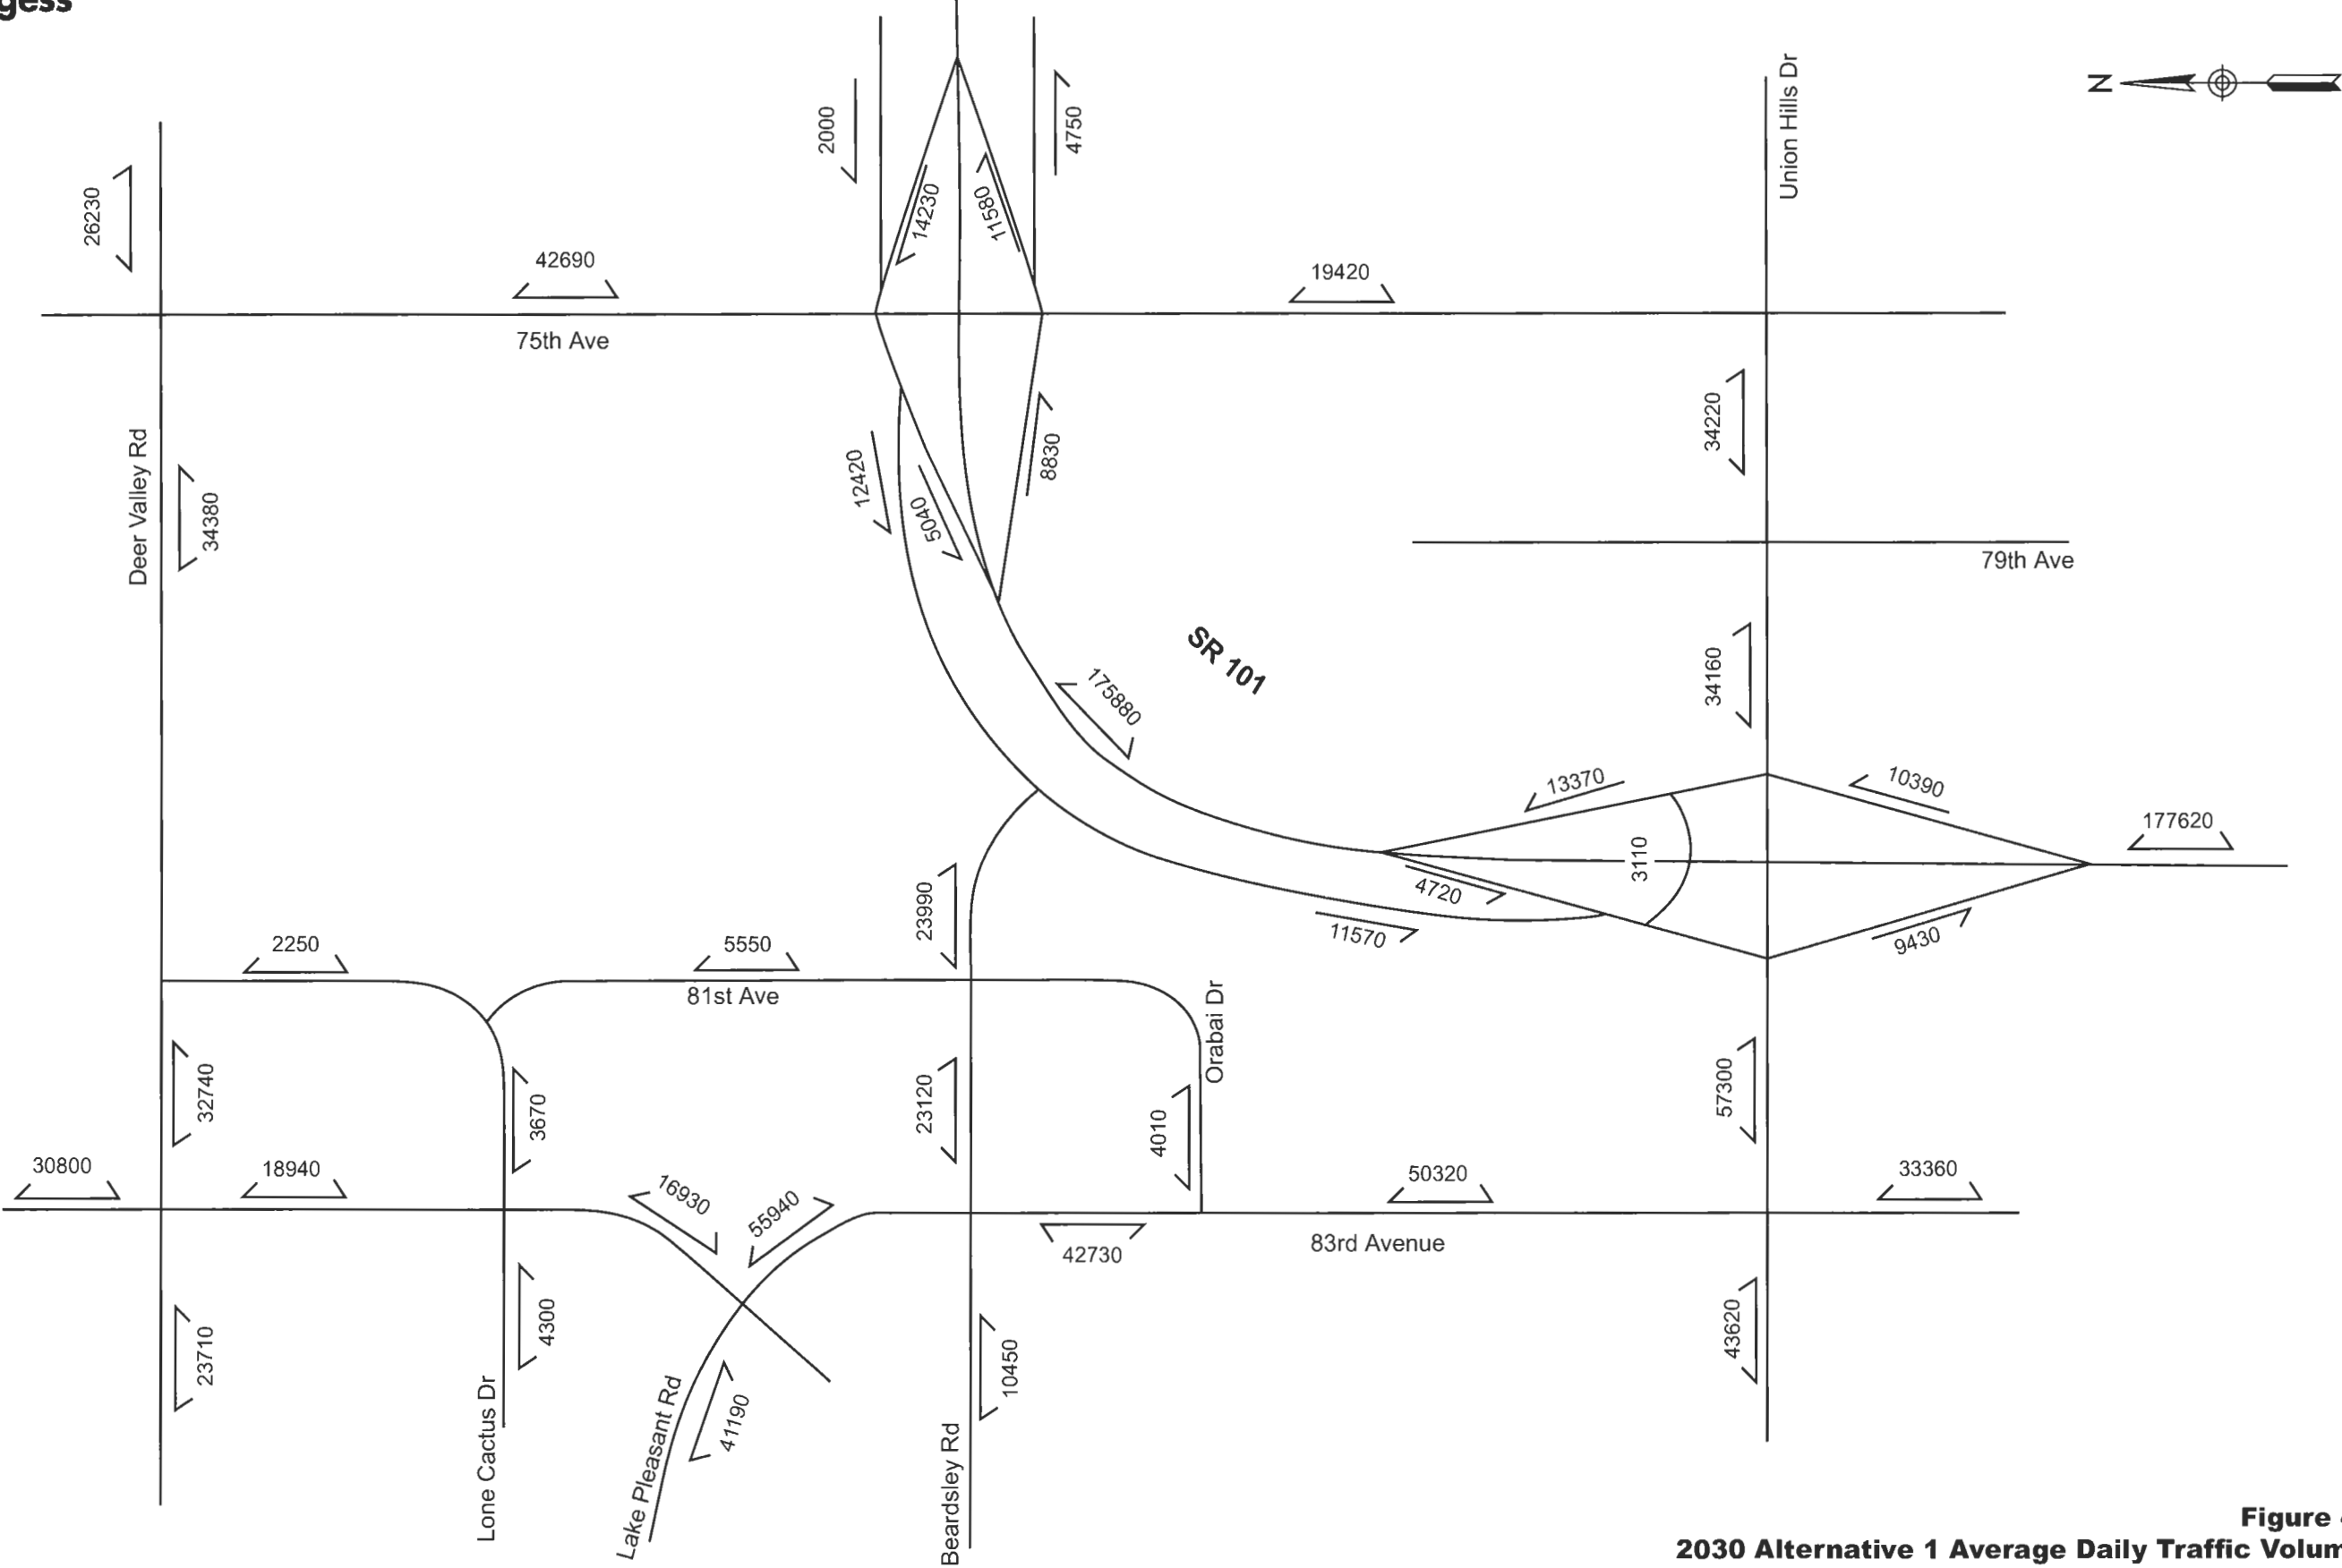 N
Union Hills Dr
2000
4750
14230
11580
26230
42690
19420
75th Ave
34220
Deer Valley Rd
34380
12420
5040
8830
79th Ave
SR 101
175880
34160
13370
10390
177620
3110
4720
11570
9430
23990
2250
5550
81st Ave
Orabai Dr
32740
3670
23120
4010
57300
30800
18940
16930
55940
50320
33360
42730
83rd Avenue
23710
4300
41190
10450
43620
Lone Cactus Dr
Lake Pleasant Rd
Beardsley Rd
Figure
2030 Alternative 1 Average Daily Traffic